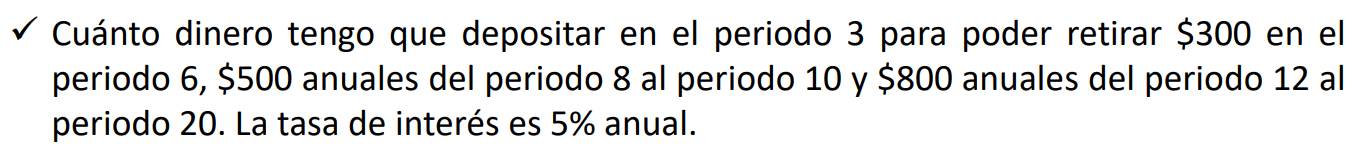 ✓ Cuánto dinero tengo que depositar en el periodo 3 para poder retirar $300 en el
periodo 6, $500 anuales del periodo 8 al periodo 10 y $800 anuales del periodo 12 al
periodo 20. La tasa de interés es 5% anual.